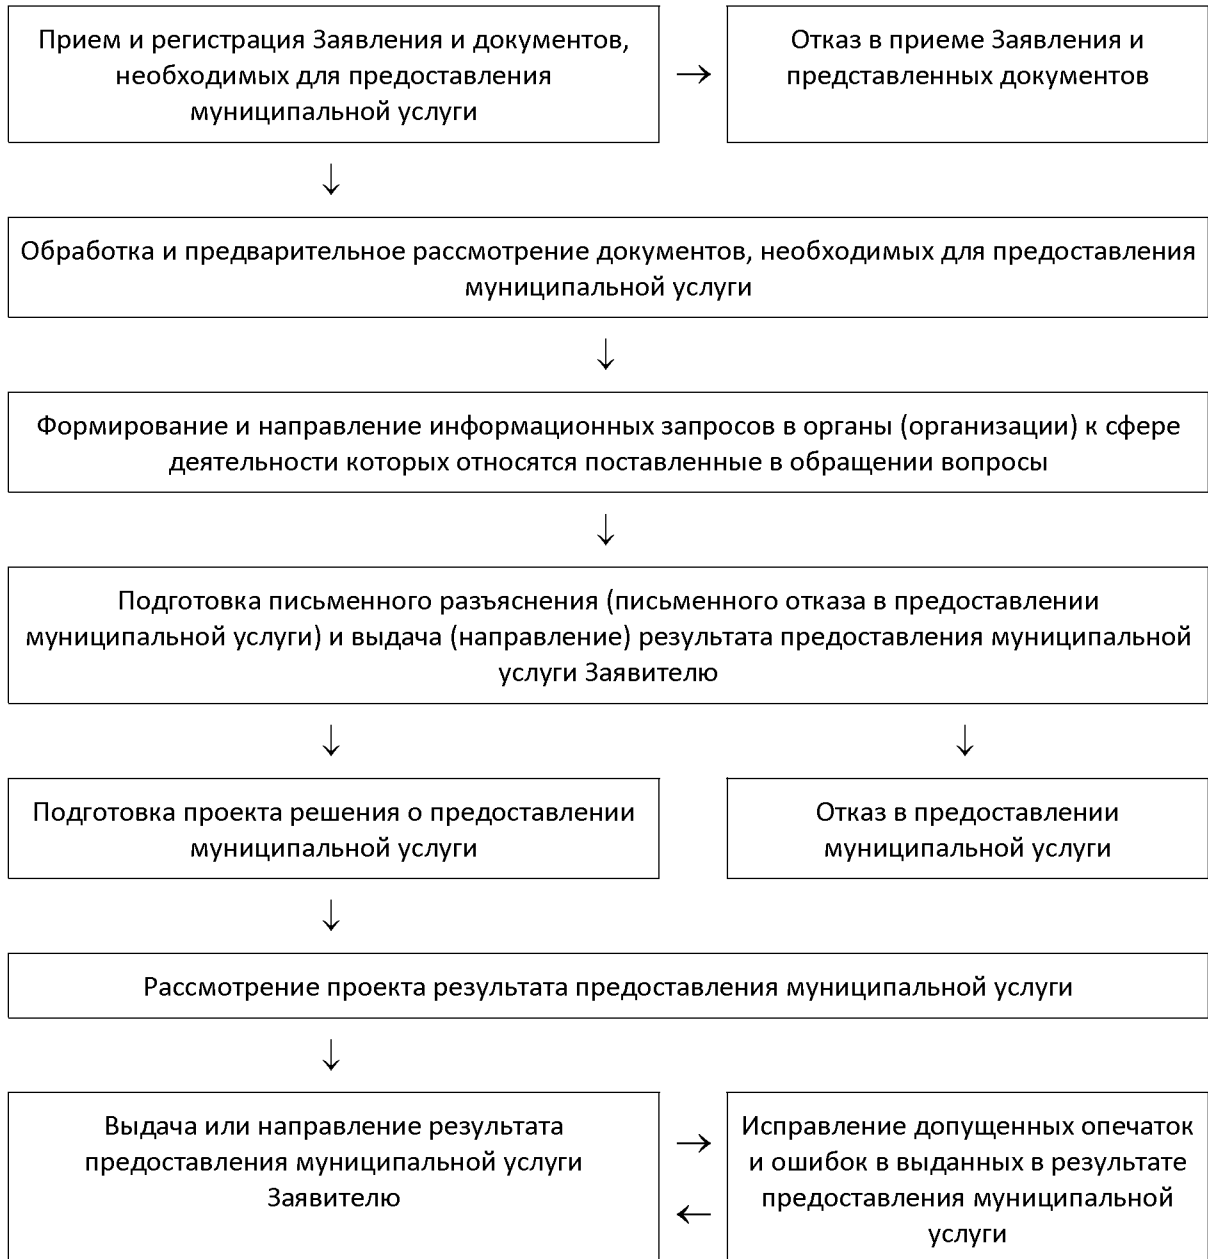 Прием и регистрация Заявления и документов,
необходимых для предоставления
муниципальной услуги
→
Отказ в приеме Заявления и
представленных документов
↓
Обработка и предварительное рассмотрение документов, необходимых для предоставления
муниципальной услуги
↓
Формирование и направление информационных запросов в органы (организации) к сфере
деятельности которых относятся поставленные в обращении вопросы
↓
Подготовка письменного разъяснения (письменного отказа в предоставлении
муниципальной услуги) и выдача (направление) результата предоставления муниципальной
услуги Заявителю
↓
↓
Подготовка проекта решения о предоставлении
муниципальной услуги
Отказ в предоставлении
муниципальной услуги
↓
Рассмотрение проекта результата предоставления муниципальной услуги
↓
Выдача или направление результата
предоставления муниципальной услуги
Заявителю
→
←
Исправление допущенных опечаток
и ошибок в выданных в результате
предоставления муниципальной
услуги